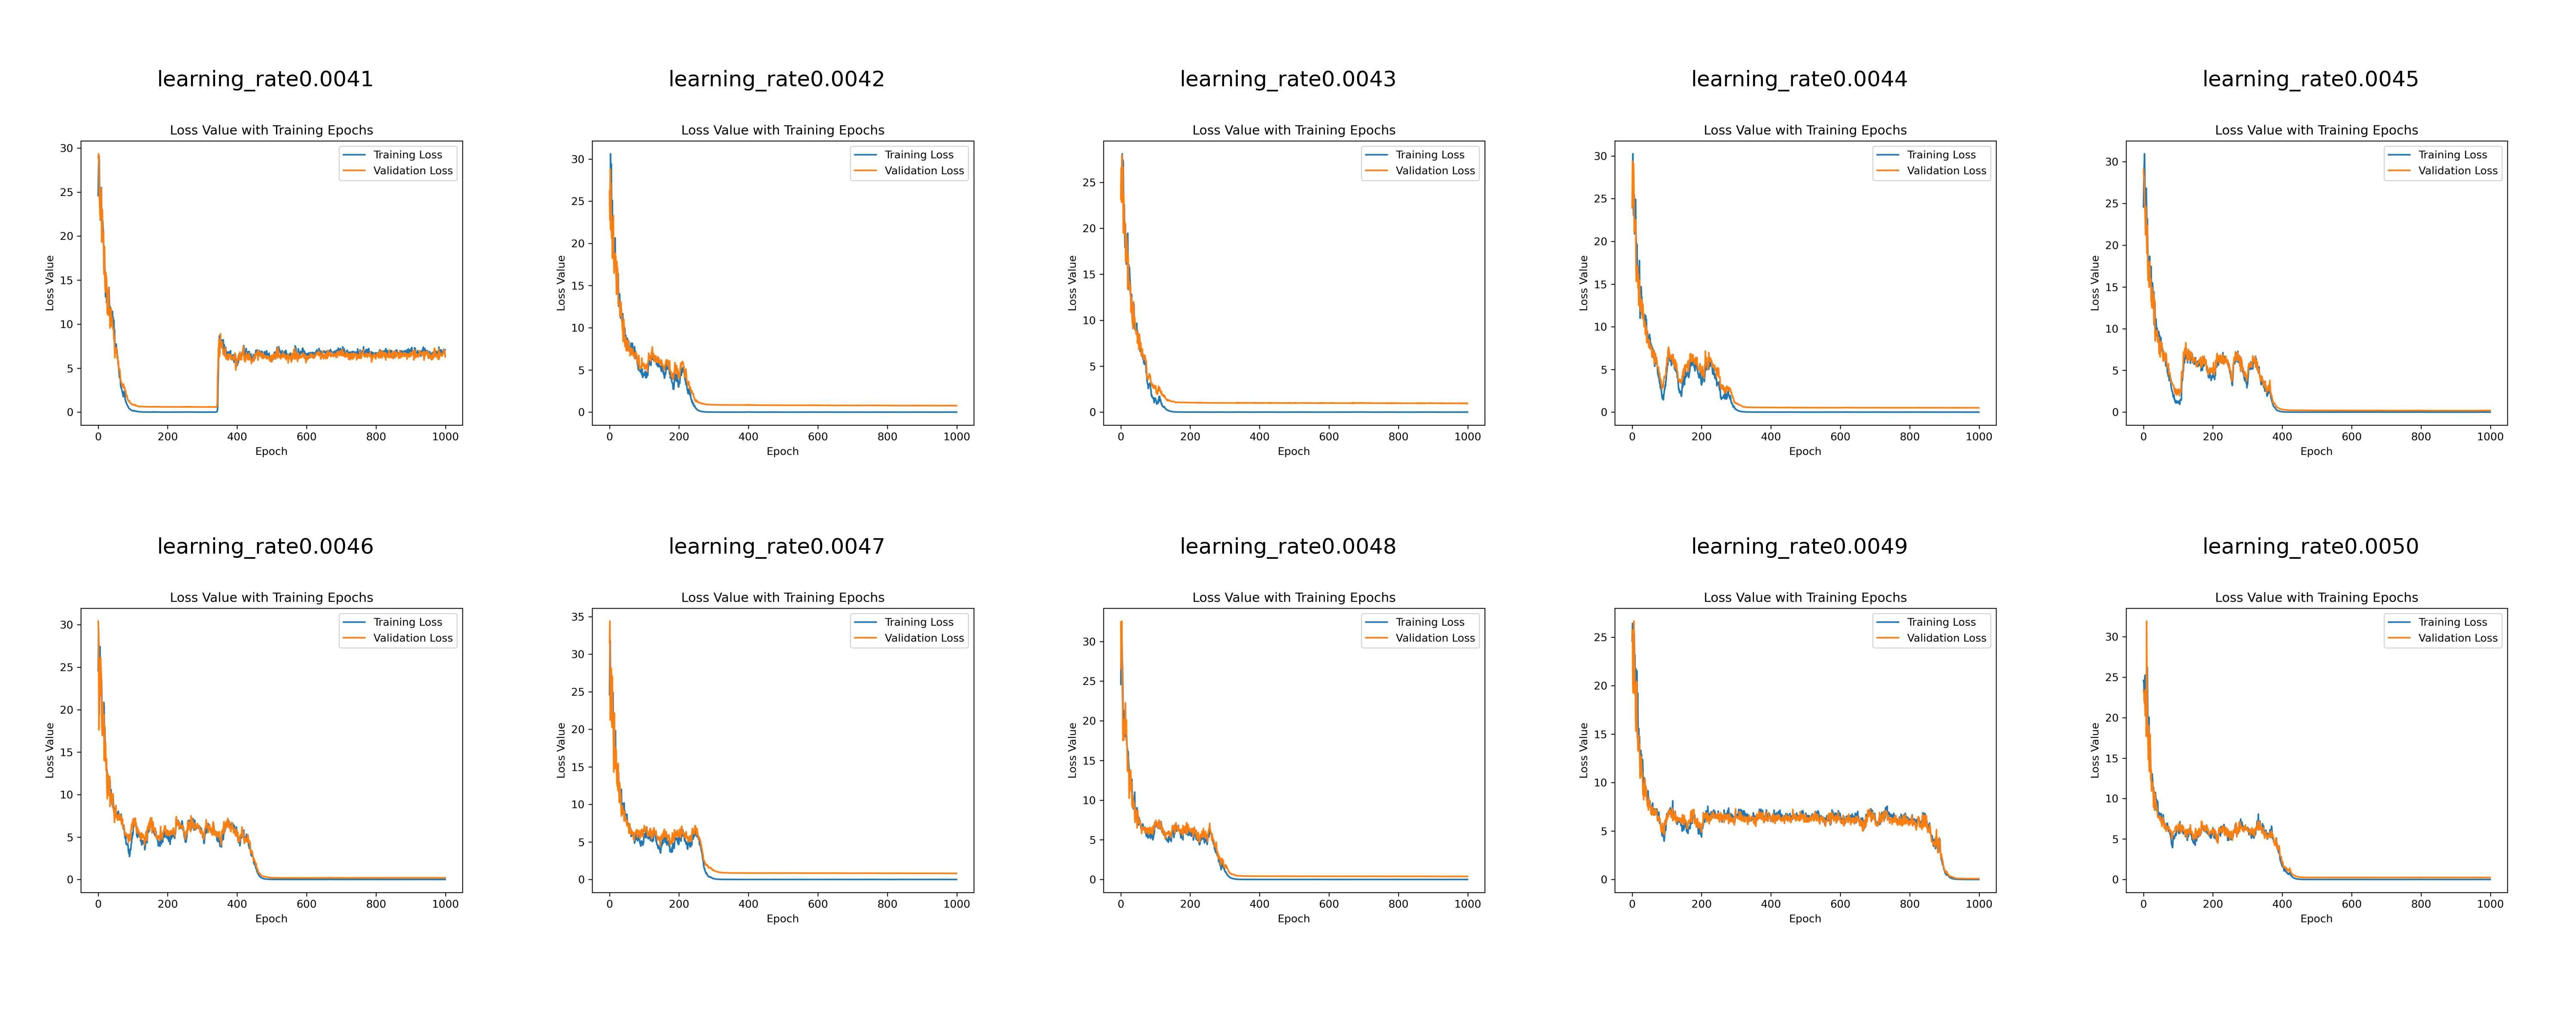 learning_rate0.0041
Loss Value with Training Epochs
Training Loss
Validation Loss
Loss Value
30
25
20
15
10
5
0
0 200 400 600 800 1000
Epoch
learning_rate0.0042
Loss Value with Training Epochs
Training Loss
Validation Loss
Loss Value
30
25
20
15
10
5
0
0 200 400 600 800 1000
Epoch
learning_rate0.0043
Loss Value with Training Epochs
Training Loss
Validation Loss
Loss Value
25
20
15
10
5
0
0 200 400 600 800 1000
Epoch
learning_rate0.0044
Loss Value with Training Epochs
Training Loss
Validation Loss
Loss Value
30
25
20
15
10
5
0
0 200 400 600 800 1000
Epoch
learning_rate0.0045
Loss Value with Training Epochs
Training Loss
Validation Loss
Loss Value
30
25
20
15
10
5
0
0 200 400 600 800 1000
Epoch
learning_rate0.0046
Loss Value with Training Epochs
Training Loss
Validation Loss
Loss Value
30
25
20
15
10
5
0
0 200 400 600 800 1000
Epoch
learning_rate0.0047
Loss Value with Training Epochs
Training Loss
Validation Loss
Loss Value
35
30
25
20
15
10
5
0
0 200 400 600 800 1000
Epoch
learning_rate0.0048
Loss Value with Training Epochs
Training Loss
Validation Loss
Loss Value
30
25
20
15
10
5
0
0 200 400 600 800 1000
Epoch
learning_rate0.0049
Loss Value with Training Epochs
Training Loss
Validation Loss
Loss Value
25
20
15
10
5
0
0 200 400 600 800 1000
Epoch
learning_rate0.0050
Loss Value with Training Epochs
Training Loss
Validation Loss
Loss Value
30
25
20
15
10
5
0
0 200 400 600 800 1000
Epoch